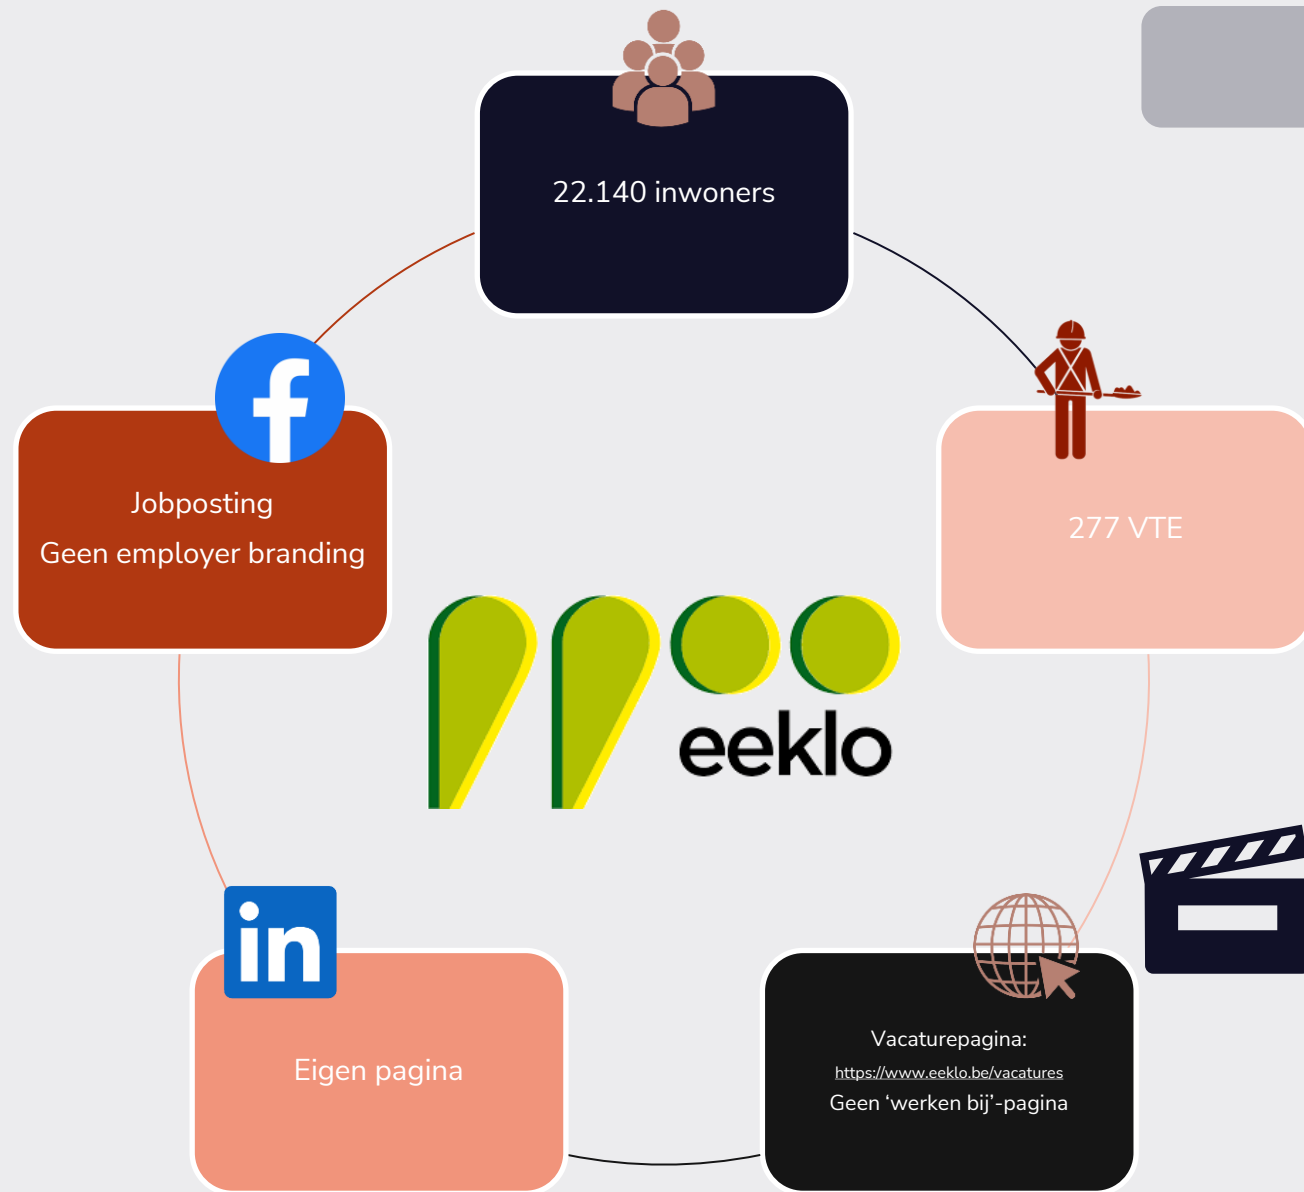 22.140 inwoners
Jobposting
Geen employer branding
277 VTE
eeklo
in
Eigen pagina
Vacaturepagina:
https://www.eeklo.be/vacatures
Geen ‘werken bij’-pagina